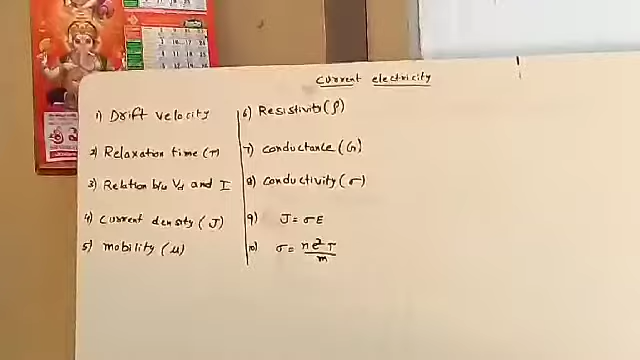 Current electricity
1) Drift velocity
2) Relaxation time (τ)
3) Relation b/w Vd and I
4) Current density (J)
5) mobility (μ)
6) Resistivity (ρ)
7) conductance (G)
8) conductivity (σ)
9) J = σE
10) σ = ne²τ/m